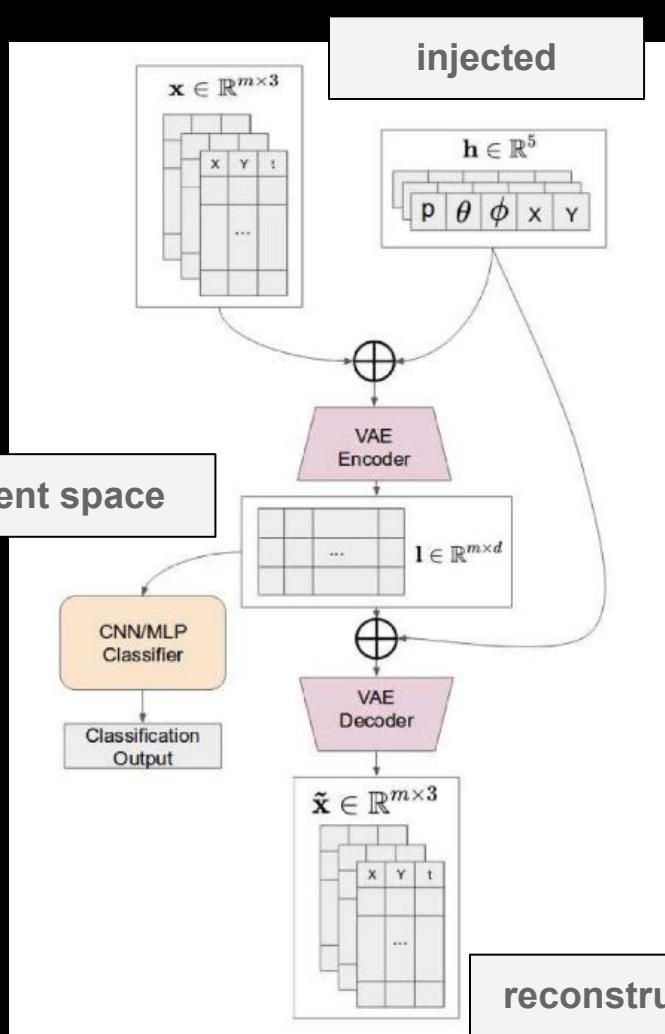 injected
𝐱 ∈ ℝ^{m×3}
X Y t
...
𝐡 ∈ ℝ^5
p θ ϕ X Y
⊕
VAE
Encoder
ent space
...
𝐥 ∈ ℝ^{m×d}
⊕
CNN/MLP
Classifier
VAE
Decoder
Classification
Output
𝐱̃ ∈ ℝ^{m×3}
X Y t
...
reconstru